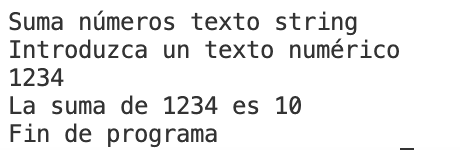 Suma números texto string
Introduzca un texto numérico
1234
La suma de 1234 es 10
Fin de programa